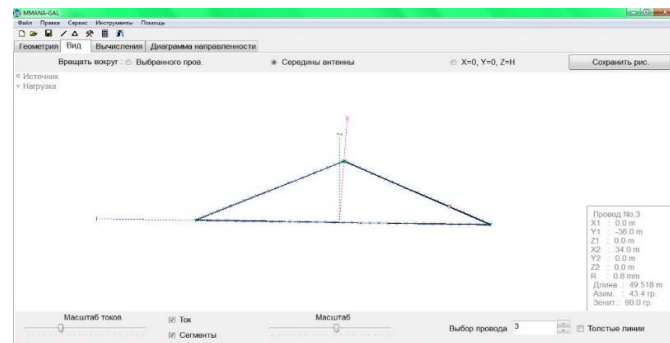 MMANA-GAL
Файл Правка Сервис Инструменты Помощь
Геометрия Вид Вычисления Диаграмма направленности
Вращать вокруг : Выбранного пров. Середины антенны X=0, Y=0, Z=H Сохранить рис.
Источник
Нагрузка
Y
Z
Провод No.3
X1 : 0.0 m
Y1 : -36.0 m
Z1 : 0.0 m
X2 : 34.0 m
Y2 : 0.0 m
Z2 : 0.0 m
R : 0.8 mm
Длина : 49.518 m
Азим. : 43.4 гр.
Зенит.: 90.0 гр.
Масштаб токов Ток Масштаб
Сегменты Выбор провода 3 Толстые линии